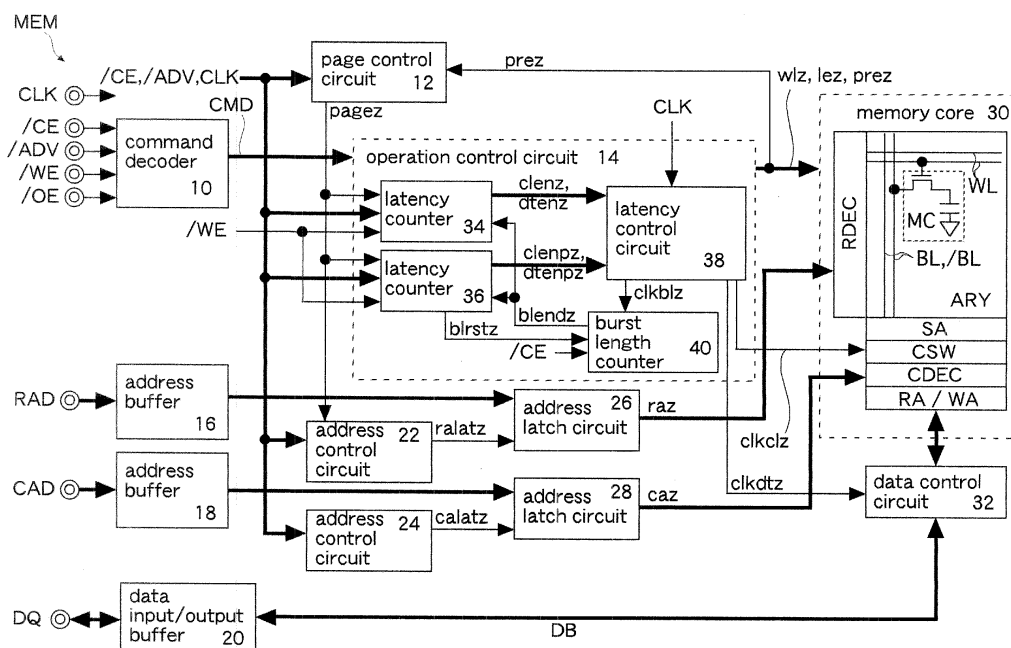 MEM
/CE,/ADV,CLK
CLK
/CE
/ADV
/WE
/OE
command
decoder
10
CMD
page control
circuit 12
pagez
prez
CLK
wlz, lez, prez
operation control circuit 14
/WE
latency
counter
34
clenz,
dtenz
latency
counter
36
clenpz,
dtenpz
latency
control
circuit
38
clkblz
blrstz
blendz
/CE
burst
length
counter
40
memory core 30
RDEC
WL
MC
BL,/BL
ARY
SA
CSW
CDEC
RA / WA
clkclz
RAD
address
buffer
16
CAD
address
buffer
18
address
control
circuit
22
ralatz
address
latch circuit
26
raz
address
control
circuit
24
calatz
address
latch circuit
28
caz
clkdtz
data control
circuit 32
DQ
data
input/output
buffer 20
DB